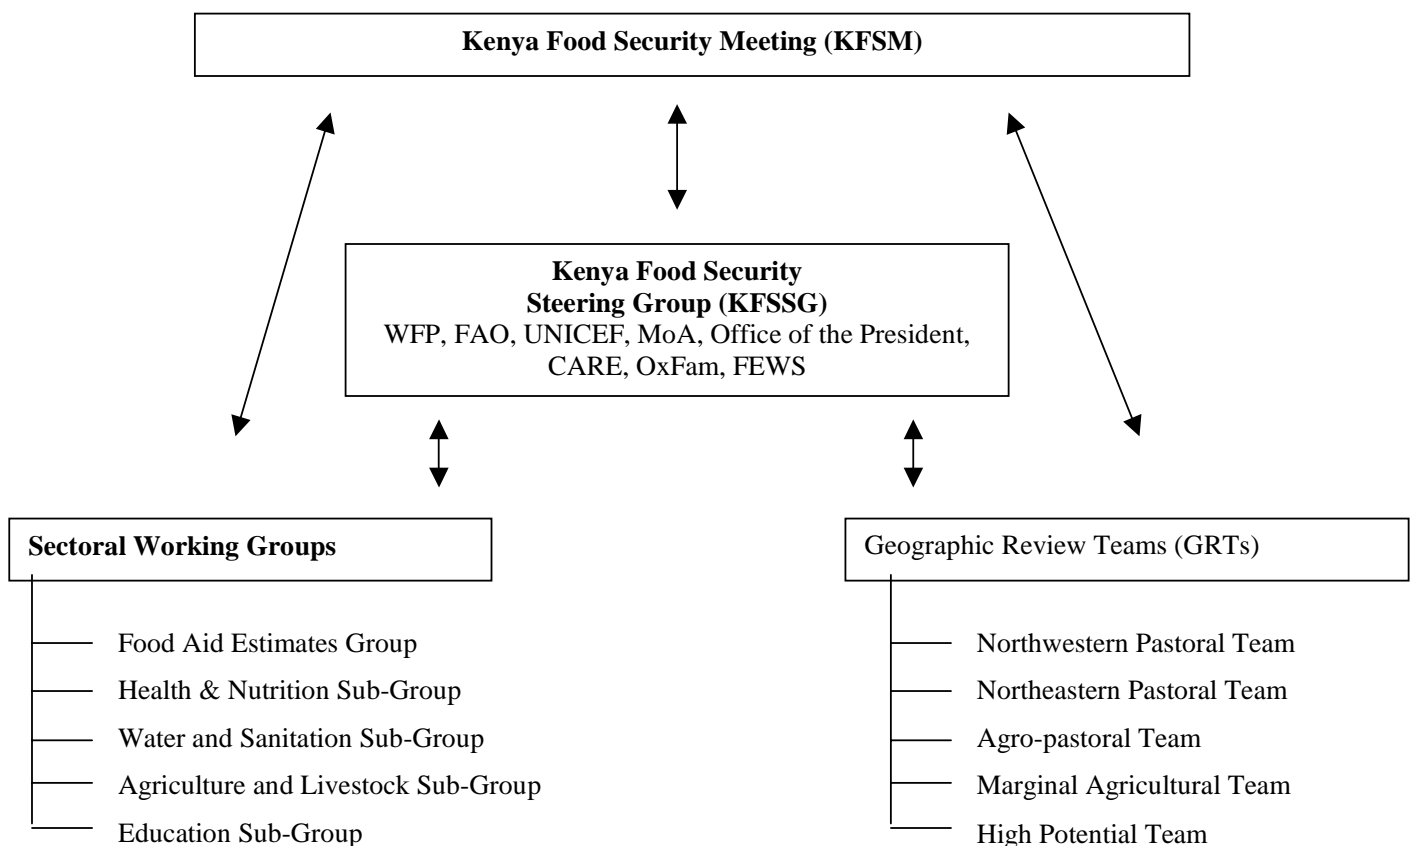 Kenya Food Security Meeting (KFSM)
Kenya Food Security
Steering Group (KFSSG)
WFP, FAO, UNICEF, MoA, Office of the President,
CARE, OxFam, FEWS
Sectoral Working Groups
Food Aid Estimates Group
Health & Nutrition Sub-Group
Water and Sanitation Sub-Group
Agriculture and Livestock Sub-Group
Education Sub-Group
Geographic Review Teams (GRTs)
Northwestern Pastoral Team
Northeastern Pastoral Team
Agro-pastoral Team
Marginal Agricultural Team
High Potential Team